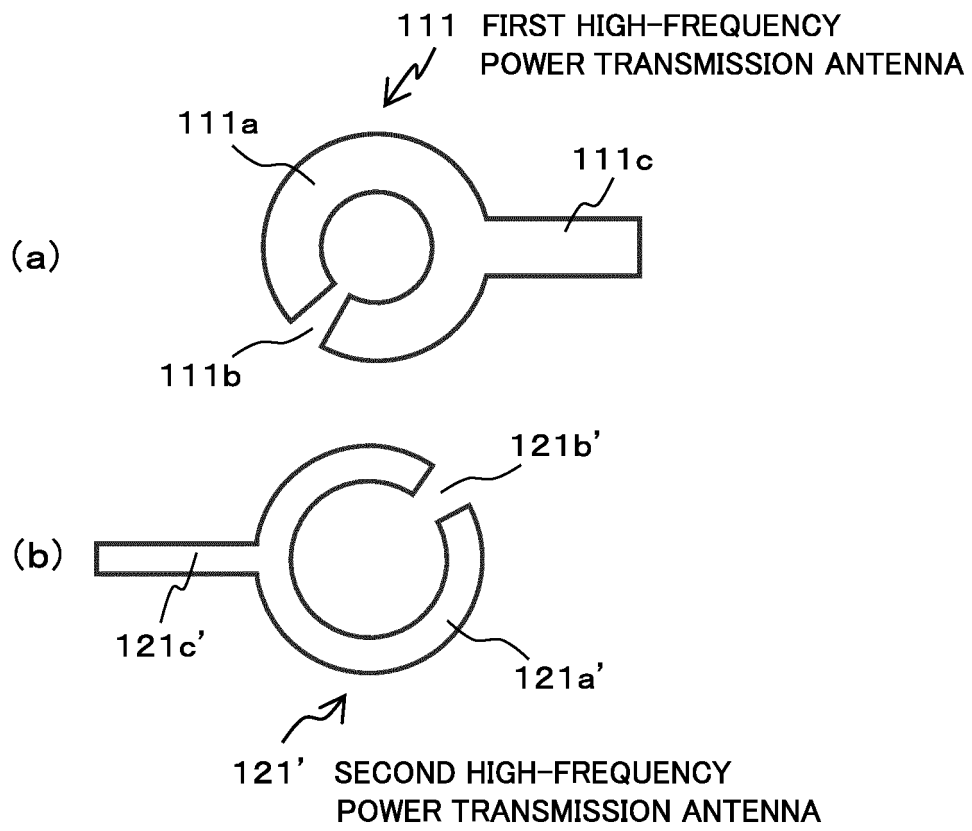 111 FIRST HIGH-FREQUENCY
POWER TRANSMISSION ANTENNA
111a
111c
(a)
111b
121b’
(b)
121c’
121a’
121’ SECOND HIGH-FREQUENCY
POWER TRANSMISSION ANTENNA